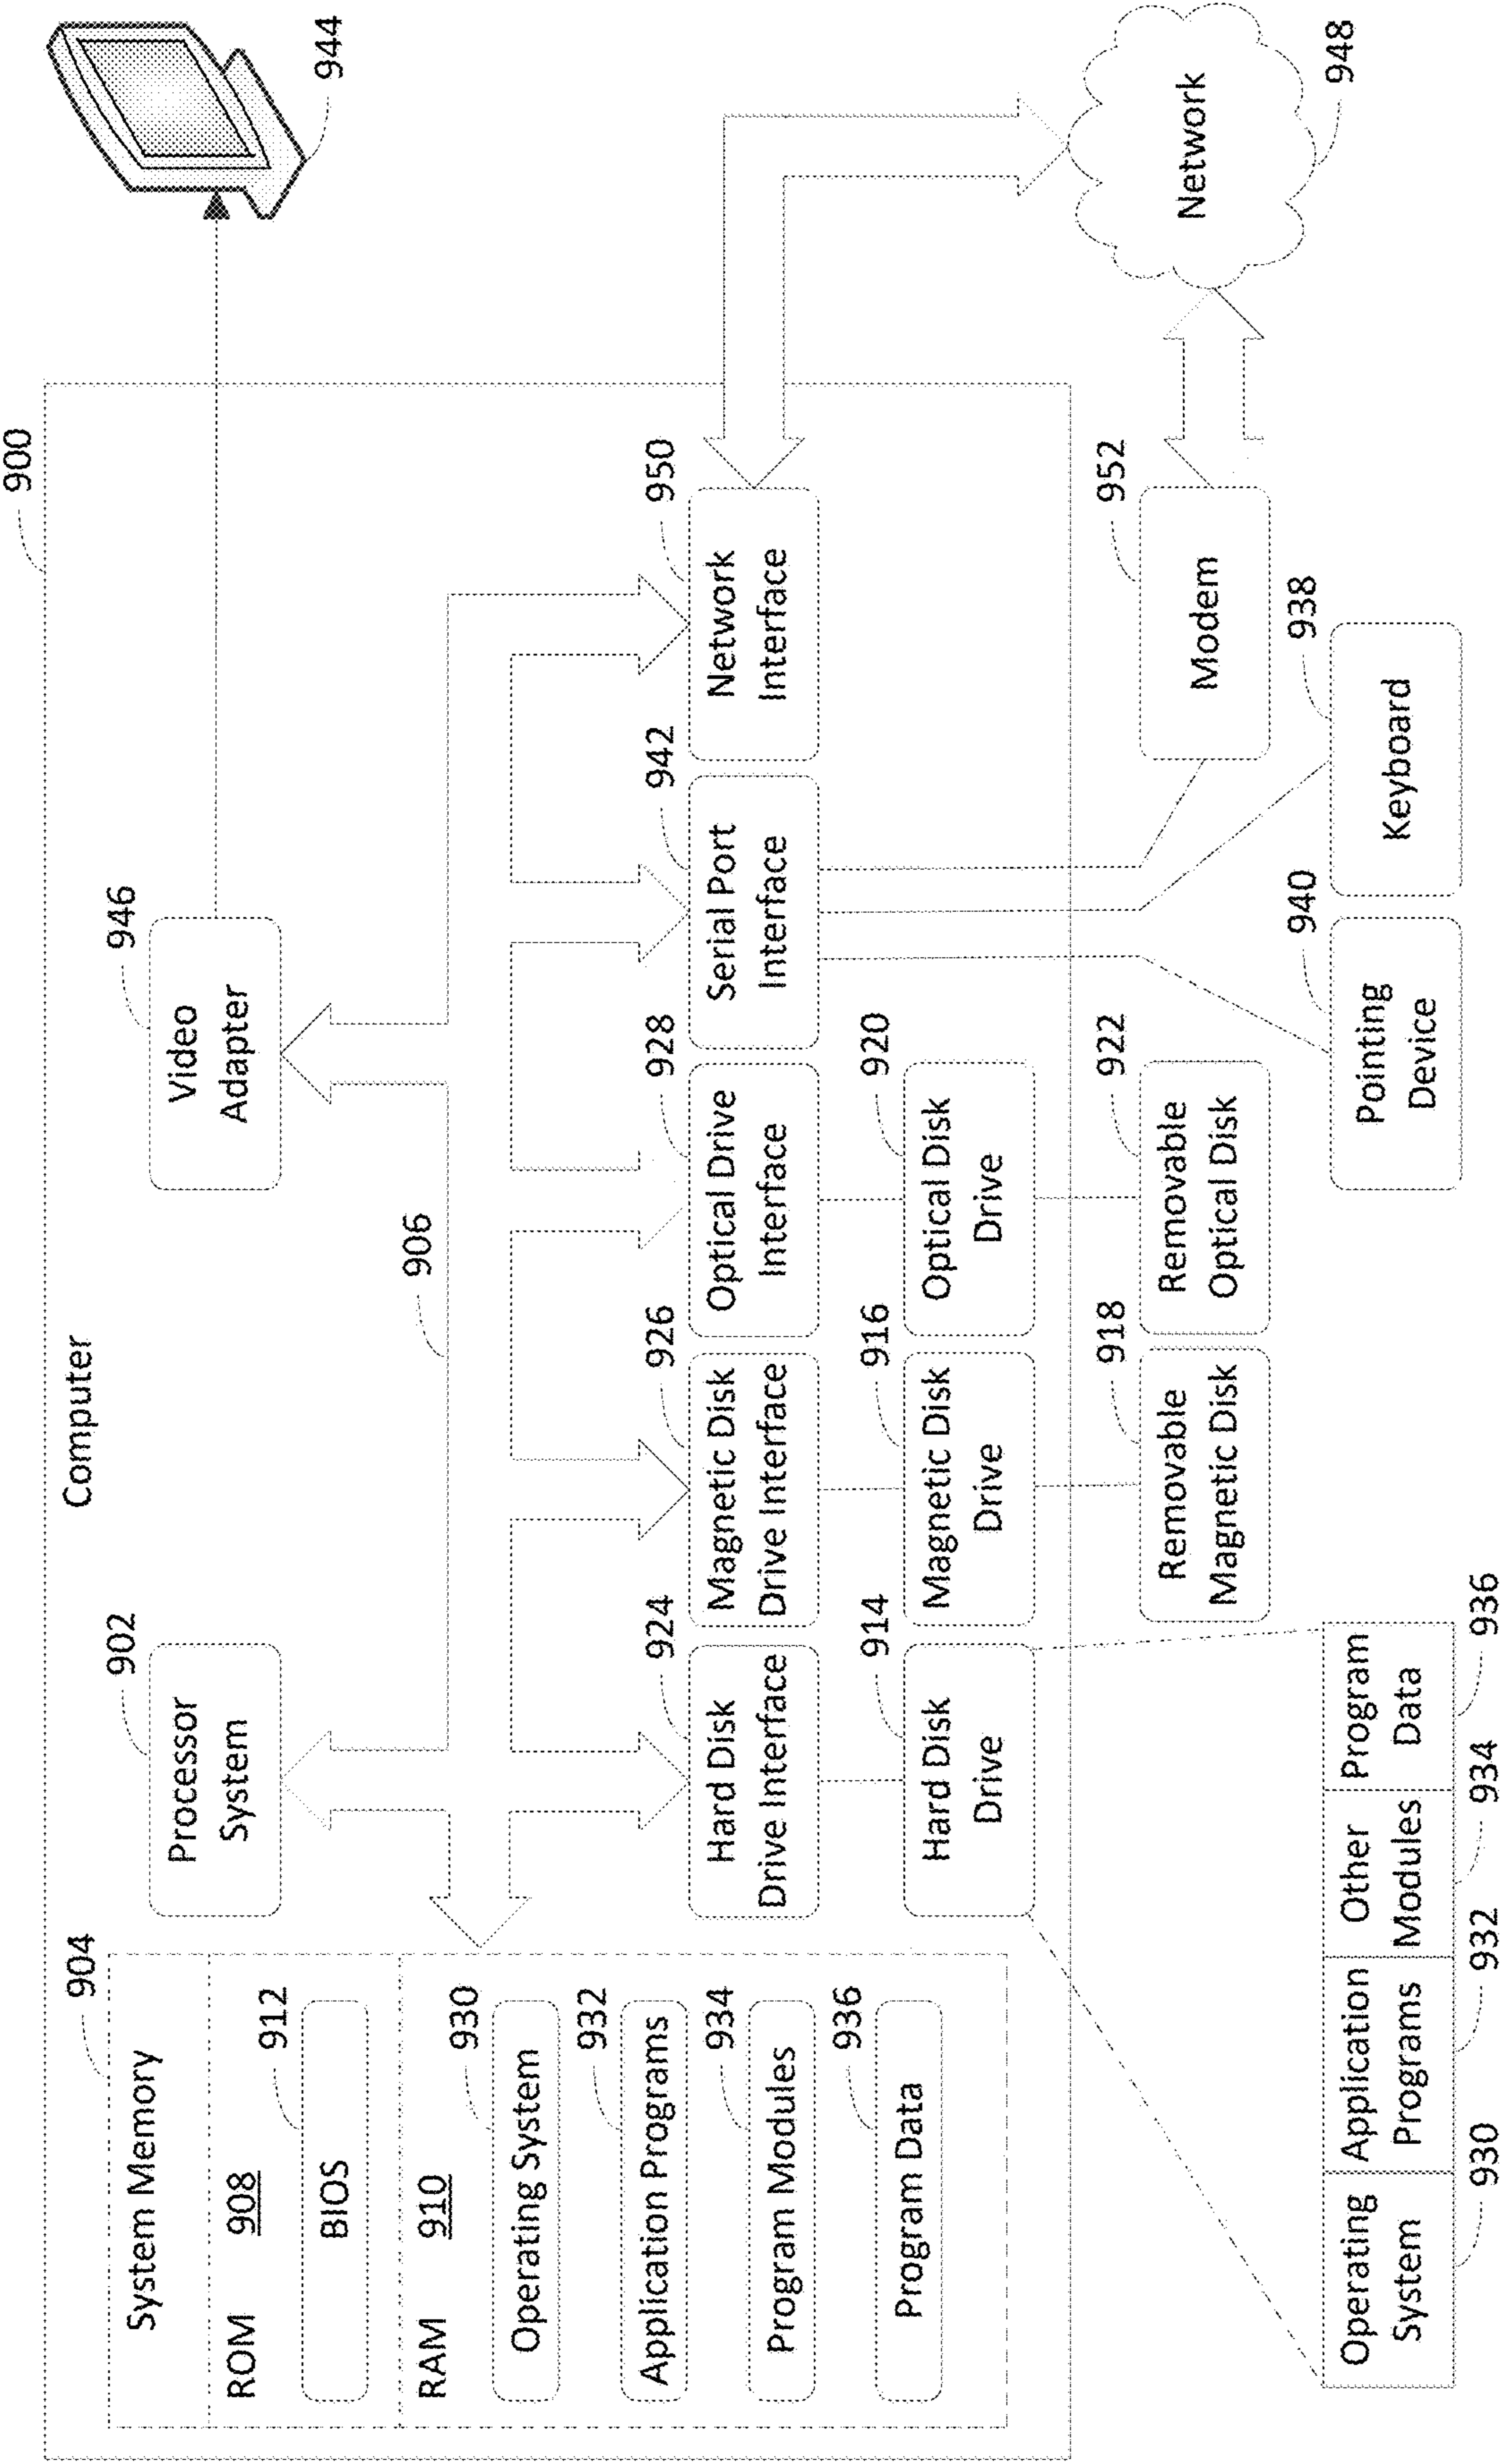 900
Computer
904
System Memory
ROM 908
912
BIOS
RAM 910
930
Operating System
932
Application Programs
934
Program Modules
936
Program Data
902
Processor
System
946
Video
Adapter
944
906
924
Hard Disk
Drive Interface
926
Magnetic Disk
Drive Interface
928
Optical Drive
Interface
942
Serial Port
Interface
950
Network
Interface
914
Hard Disk
Drive
916
Magnetic Disk
Drive
920
Optical Disk
Drive
918
Removable
Magnetic Disk
922
Removable
Optical Disk
952
Modem
Network
948
940
Pointing
Device
938
Keyboard
Operating
System
Application
Programs
Other
Modules
Program
Data
930
932
934
936